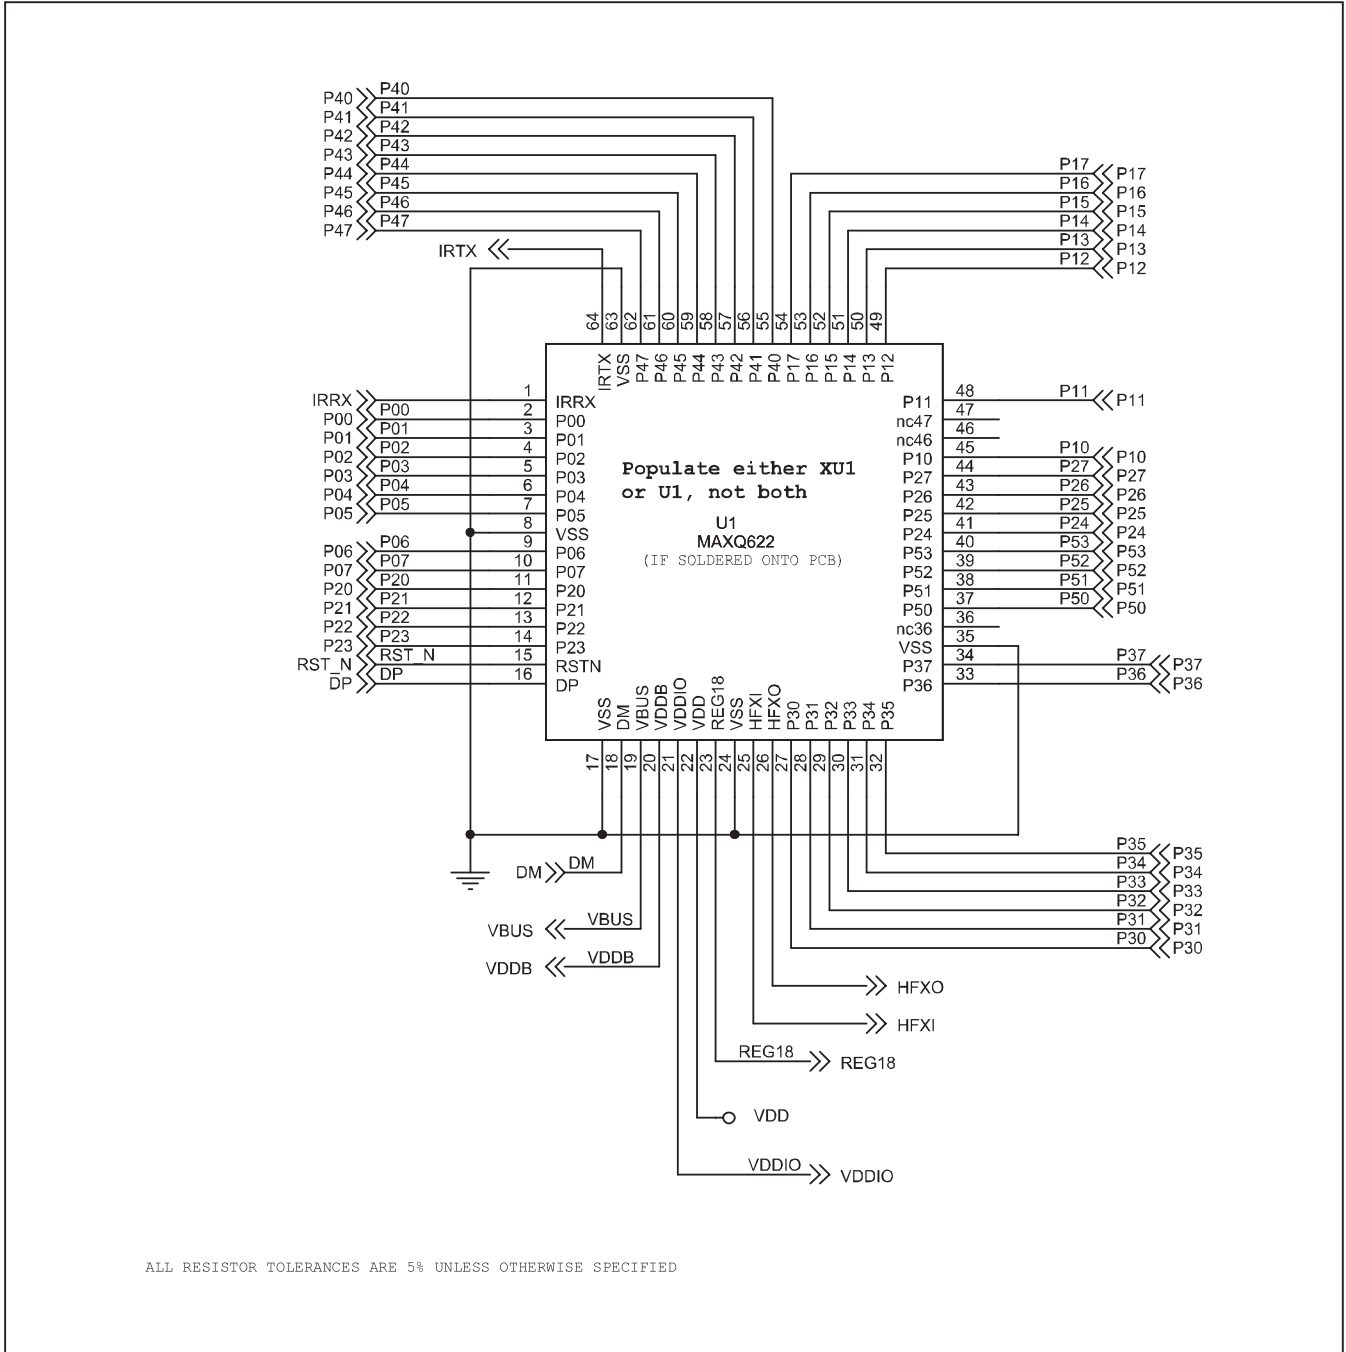 P40 P40
P41 P41
P42 P42
P43 P43
P44 P44
P45 P45
P46 P46
P47 P47
IRTX
P17 P17
P16 P16
P15 P15
P14 P14
P13 P13
P12 P12
64 63 62 61 60 59 58 57 56 55 54 53 52 51 50 49
IRTX VSS P47 P46 P45 P44 P43 P42 P41 P40 P17 P16 P15 P14 P13 P12
IRRX 1 IRRX
P00 P00 2 P00
P01 P01 3 P01
P02 P02 4 P02
P03 P03 5 P03
P04 P04 6 P04
P05 P05 7 P05
8 VSS
P06 P06 9 P06
P07 P07 10 P07
P20 P20 11 P20
P21 P21 12 P21
P22 P22 13 P22
P23 P23 14 P23
RST_N RST_N 15 RSTN
DP DP 16 DP
Populate either XU1
or U1, not both
U1
MAXQ622
(IF SOLDERED ONTO PCB)
P11 48 P11 P11
nc47 47
nc46 46
P10 45 P10 P10
P27 44 P27 P27
P26 43 P26 P26
P25 42 P25 P25
P24 41 P24 P24
P53 40 P53 P53
P52 39 P52 P52
P51 38 P51 P51
P50 37 P50 P50
nc36 36
VSS 35
P37 34 P37 P37
P36 33 P36 P36
VSS DM VBUS VDDB VDDIO VDD REG18 VSS HFXI HFXO P30 P31 P32 P33 P34 P35
17 18 19 20 21 22 23 24 25 26 27 28 29 30 31 32
P35 P35
P34 P34
P33 P33
P32 P32
P31 P31
P30 P30
DM DM
VBUS VBUS
VDDB VDDB
HFXO
HFXI
REG18 REG18
VDD
VDDIO VDDIO
ALL RESISTOR TOLERANCES ARE 5% UNLESS OTHERWISE SPECIFIED